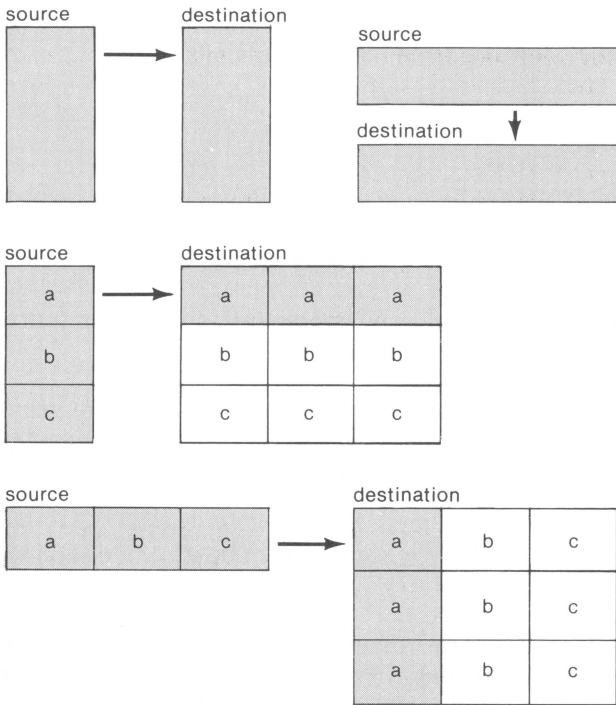 source destination
source
destination
source destination
a a a a
b b b b
c c c c
source destination
a b c a b c
a b c
a b c